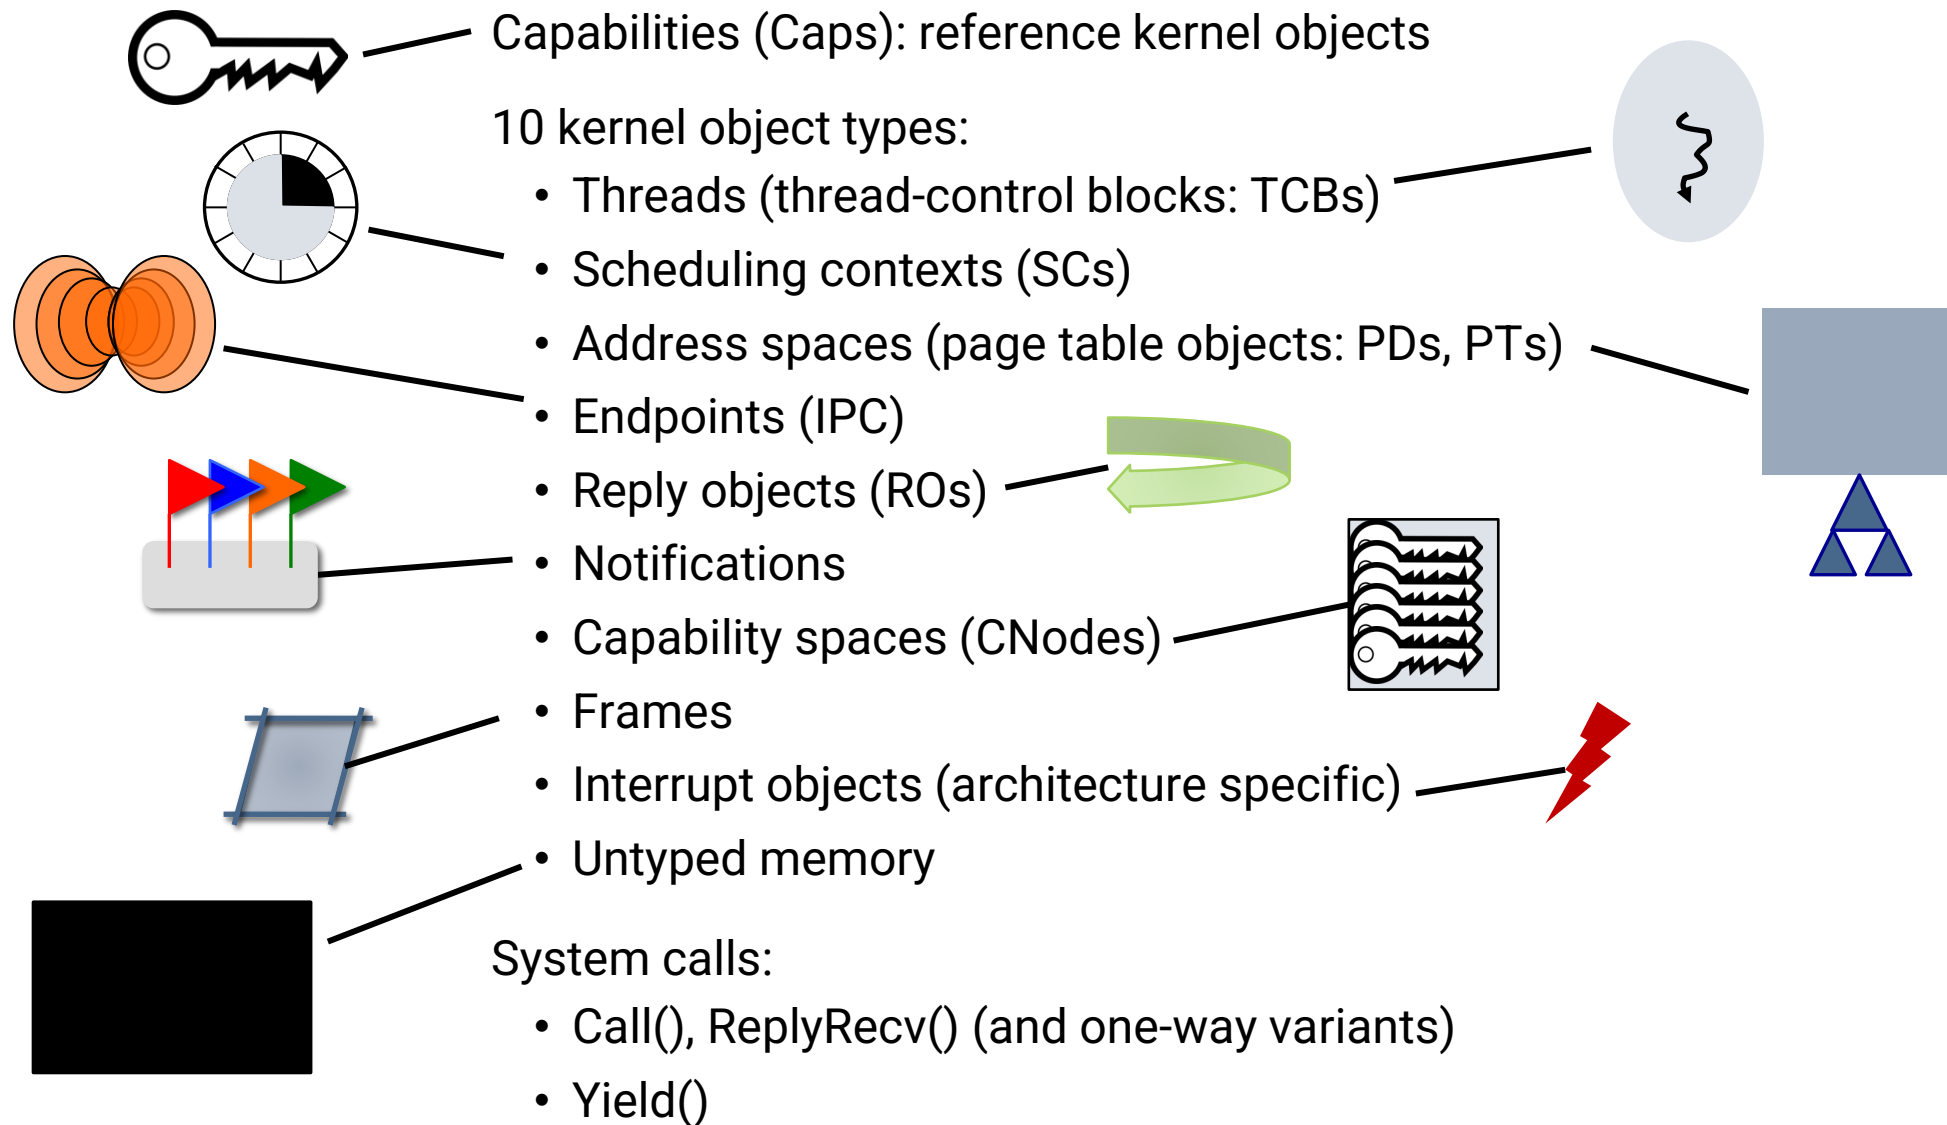 Capabilities (Caps): reference kernel objects
10 kernel object types:
• Threads (thread-control blocks: TCBs)
• Scheduling contexts (SCs)
• Address spaces (page table objects: PDs, PTs)
• Endpoints (IPC)
• Reply objects (ROs)
• Notifications
• Capability spaces (CNodes)
• Frames
• Interrupt objects (architecture specific)
• Untyped memory
System calls:
• Call(), ReplyRecv() (and one-way variants)
• Yield()